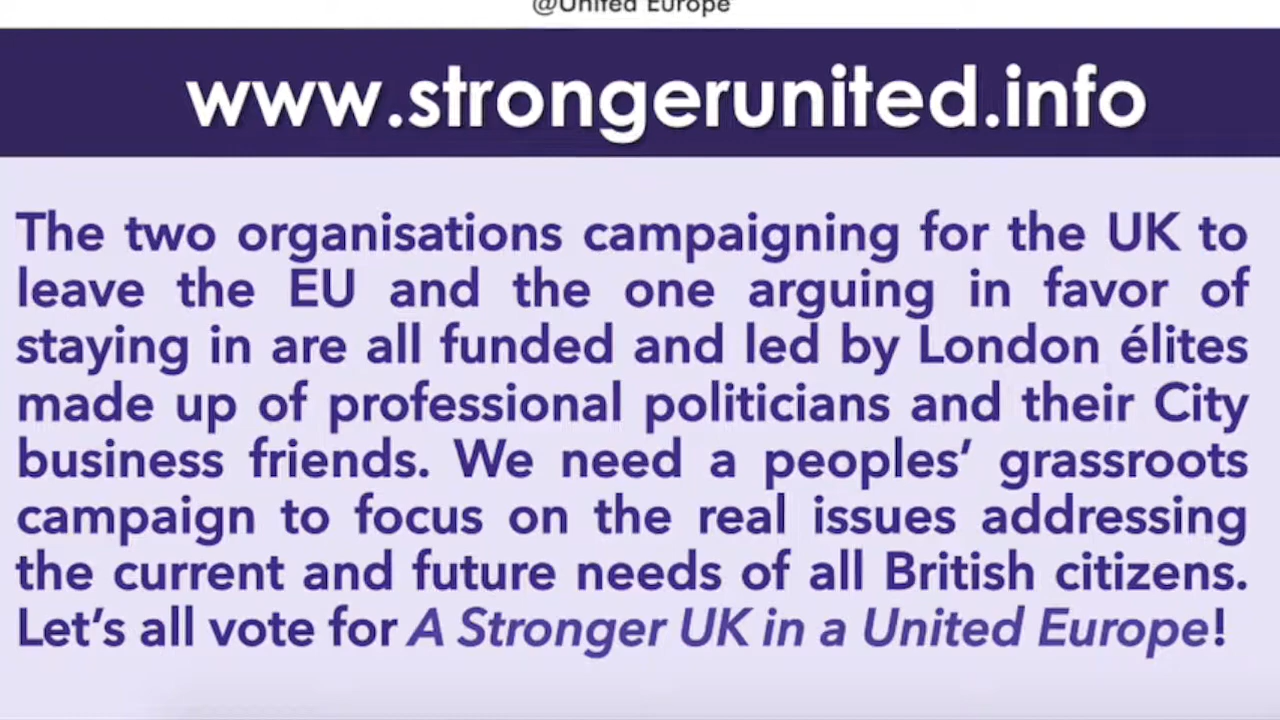 @United Europe'
www.strongerunited.info
The two organisations campaigning for the UK to
leave the EU and the one arguing in favor of
staying in are all funded and led by London élites
made up of professional politicians and their City
business friends. We need a peoples’ grassroots
campaign to focus on the real issues addressing
the current and future needs of all British citizens.
Let’s all vote for A Stronger UK in a United Europe!